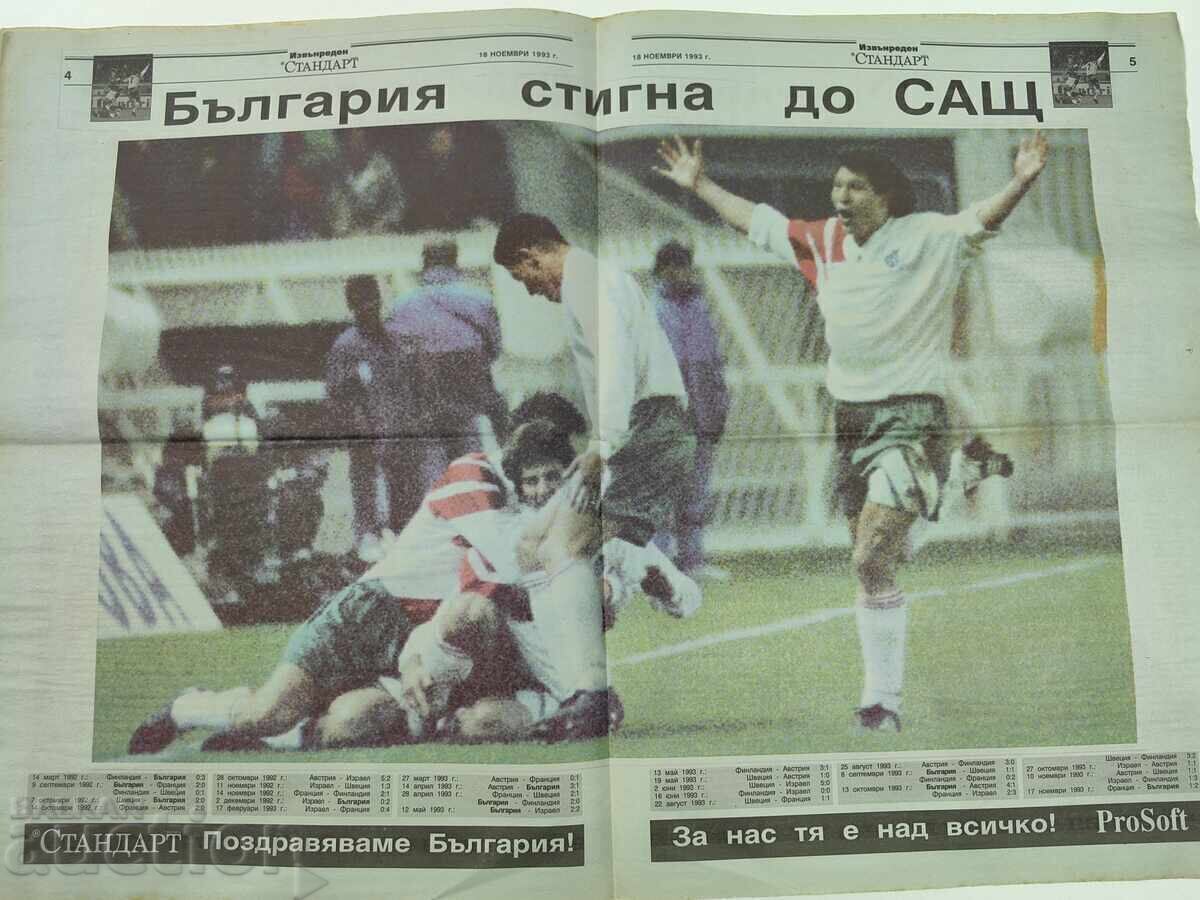 4
Извънреден
СТАНДАРТ
18 НОЕМВРИ 1993 г.
18 НОЕМВРИ 1993 г.
Извънреден
СТАНДАРТ
5
България стигна до САЩ
14 март 1992 г.: Финландия - България 0:3
9 септември 1992 г.: България - Франция 2:0
Финландия - Швеция 0:1
7 октомври 1992 г.: Швеция - България 2:0
14 октомври 1992 г.: Франция - Австрия 2:0
28 октомври 1992 г.: Австрия - Израел 5:2
11 ноември 1992 г.: Израел - Швеция 1:3
14 ноември 1992 г.: Франция - Финландия 2:1
2 декември 1992 г.: Израел - България 0:2
17 февруари 1993 г.: Израел - Франция 0:4
27 март 1993 г.: Австрия - Франция 0:1
14 април 1993 г.: България - Австрия 3:1
28 април 1993 г.: Франция - Швеция 2:1
България - Финландия 2:0
12 май 1993 г.: България - Израел 2:2
13 май 1993 г.: Финландия - Австрия 3:1
19 май 1993 г.: Швеция - Австрия 1:0
2 юни 1993 г.: Швеция - Израел 5:0
16 юни 1993 г.: Финландия - Израел 0:0
22 август 1993 г.: Швеция - Франция 1:1
25 август 1993 г.: Австрия - Финландия 3:0
8 септември 1993 г.: България - Швеция 1:1
Финландия - Франция 0:2
13 октомври 1993 г.: България - Австрия 4:1
Франция - Израел 2:3
Швеция - Финландия 3:2
27 октомври 1993 г.: Израел - Австрия 1:1
10 ноември 1993 г.: Австрия - Швеция 1:1
Израел - Финландия 1:3
17 ноември 1993 г.: Франция - България 1:2
СТАНДАРТ Поздравяваме България!
За нас тя е над всичко! ProSoft
BALKAN
auction